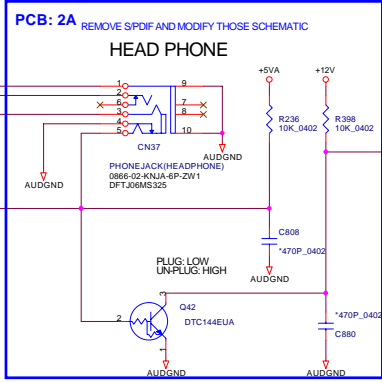 PCB: 2A REMOVE S/PDIF AND MODIFY THOSE SCHEMATIC
HEAD PHONE
+5VA +12V
1 9
2
6 7
3 8
4
5 10
CN37
AUDGND
AUDGND
PHONEJACK(HEADPHONE)
0866-02-KNJA-6P-ZW1
DFTJ06MS325
R236
10K_0402
R398
10K_0402
C808
*470P_0402
AUDGND
PLUG: LOW
UN-PLUG: HIGH
3
Q42
2
DTC144EUA
1
*470P_0402
C880
AUDGND
AUDGND